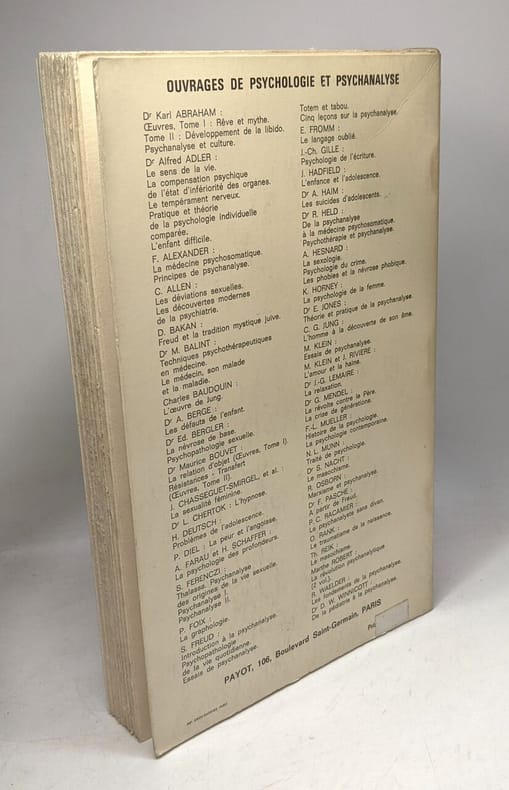 OUVRAGES DE PSYCHOLOGIE ET PSYCHANALYSE
Dr Karl ABRAHAM :
Œuvres, Tome I : Rêve et mythe.
Tome II : Développement de la libido.
Psychanalyse et culture.
Dr Alfred ADLER :
Le sens de la vie.
La compensation psychique
de l'état d'infériorité des organes.
Le tempérament nerveux.
Pratique et théorie
de la psychologie individuelle
comparée.
L'enfant difficile.
F. ALEXANDER :
La médecine psychosomatique.
Principes de psychanalyse.
C. ALLEN :
Les déviations sexuelles.
Les découvertes modernes
de la psychiatrie.
D. BAKAN :
Freud et la tradition mystique juive.
Dr M. BALINT :
Techniques psychothérapeutiques
en médecine.
Le médecin, son malade
et la maladie.
Charles BAUDOUIN :
L'œuvre de Jung.
Dr A. BERGE :
Les défauts de l'enfant.
Dr Ed. BERGLER :
La névrose de base.
Psychopathologie sexuelle.
Dr Maurice BOUVET :
La relation d'objet (Œuvres, Tome I).
Résistances - Transfert
(Œuvres, Tome II).
J. CHASSEGUET-SMIRGEL, et al. :
La sexualité féminine.
Dr L. CHERTOK : L'hypnose.
H. DEUTSCH :
Problèmes de l'adolescence.
P. DIEL : La peur et l'angoisse.
A. FARAU et H. SCHAFFER :
La psychologie des profondeurs.
S. FERENCZI :
Thalassa. Psychanalyse
des origines de la vie sexuelle.
Psychanalyse I.
Psychanalyse II.
P. FOIX :
La graphologie.
S. FREUD :
Introduction à la psychanalyse.
Psychopathologie
de la vie quotidienne.
Essais de psychanalyse.
Totem et tabou.
Cinq leçons sur la psychanalyse.
E. FROMM :
Le langage oublié.
J.-Ch. GILLE :
Psychologie de l'écriture.
J. HADFIELD :
L'enfance et l'adolescence.
Dr A. HAIM :
Les suicides d'adolescents.
Dr R. HELD :
De la psychanalyse
à la médecine psychosomatique.
Psychothérapie et psychanalyse.
A. HESNARD :
La sexologie.
Psychologie du crime.
Les phobies et la névrose phobique.
K. HORNEY :
La psychologie de la femme.
Dr E. JONES :
Théorie et pratique de la psychanalyse.
C. G. JUNG :
L'homme à la découverte de son âme.
M. KLEIN :
Essais de psychanalyse.
M. KLEIN et J. RIVIERE :
L'amour et la haine.
Dr J.-G. LEMAIRE :
La relaxation.
Dr G. MENDEL :
La révolte contre le Père.
La crise de générations.
F.-L. MUELLER :
Histoire de la psychologie.
La psychologie contemporaine.
N. L. MUNN :
Traité de psychologie.
Dr S. NACHT :
Le masochisme.
R. OSBORN :
Marxisme et psychanalyse.
Dr F. PASCHE :
A partir de Freud.
P. C. RACAMIER :
Le psychanalyste sans divan.
O. RANK :
Le traumatisme de la naissance.
Th. REIK :
Le masochisme.
Marthe ROBERT :
La révolution psychanalytique
(2 vol.).
R. WAELDER :
Les fondements de la psychanalyse.
Dr D. W. WINNICOTT :
De la pédiatrie à la psychanalyse.
PAYOT, 106, Boulevard Saint-Germain, PARIS